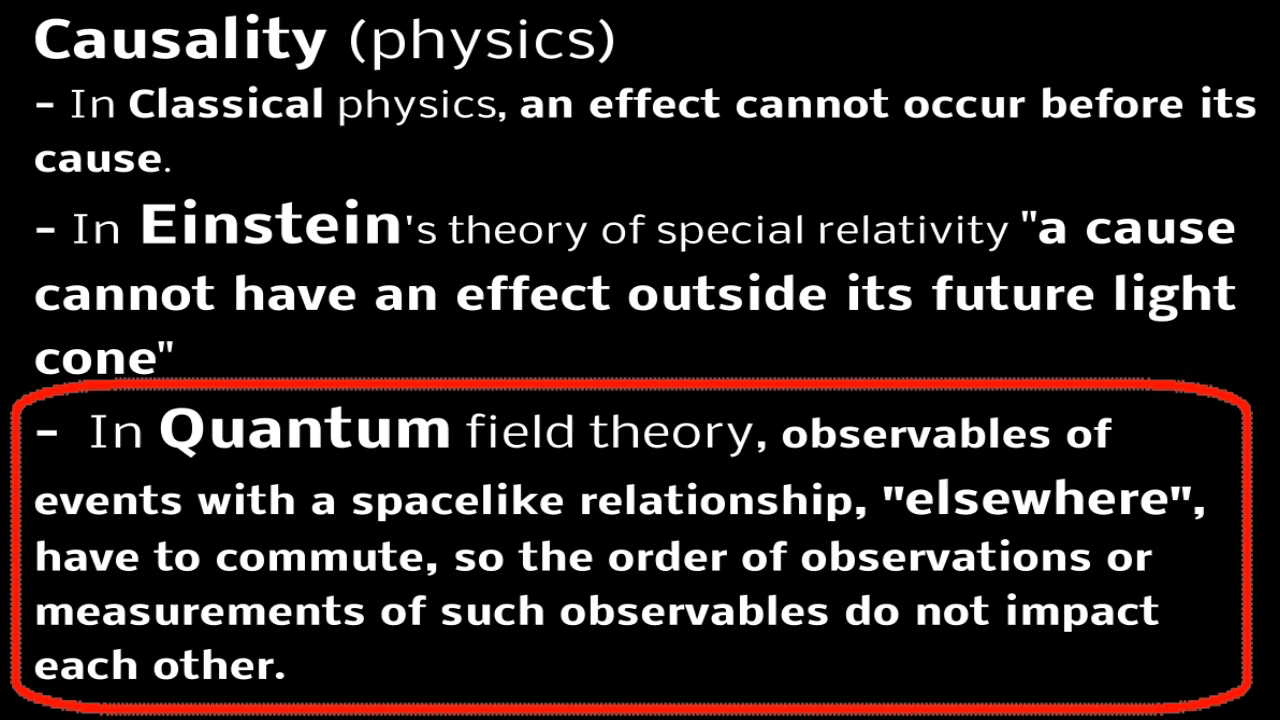 Causality (physics)
- In Classical physics, an effect cannot occur before its
cause.
- In Einstein's theory of special relativity "a cause
cannot have an effect outside its future light
cone"
- In Quantum field theory, observables of
events with a spacelike relationship, "elsewhere",
have to commute, so the order of observations or
measurements of such observables do not impact
each other.